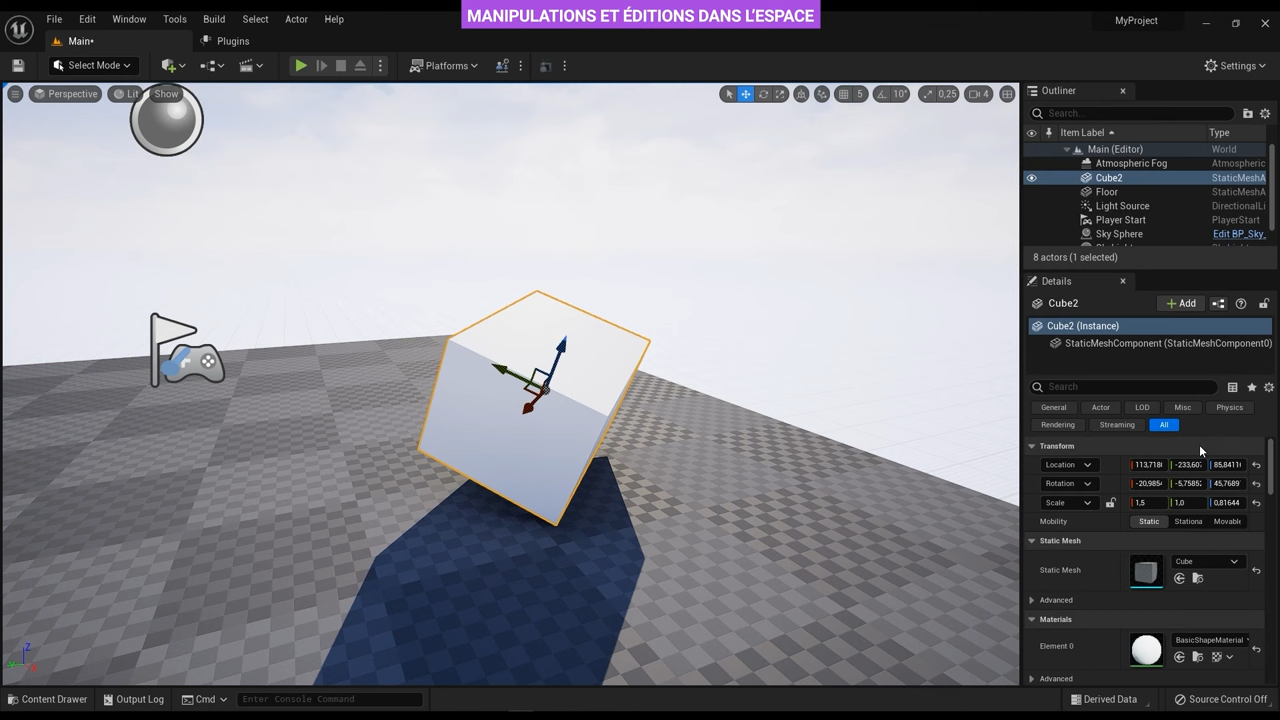 MANIPULATIONS ET ÉDITIONS DANS L'ESPACE
File Edit Window Tools Build Select Actor Help
MyProject
Main•
Plugins
Select Mode
Platforms
Settings
Perspective
Lit
Show
5
10°
0,25
4
Outliner
Search...
Item Label
Type
Main (Editor) World
Atmospheric Fog Atmospheric
Cube2 StaticMeshA
Floor StaticMeshA
Light Source DirectionalLi
Player Start PlayerStart
Sky Sphere Edit BP_Sky_
8 actors (1 selected)
Details
Cube2
Add
Cube2 (Instance)
StaticMeshComponent (StaticMeshComponent0)
Search
General Actor LOD Misc Physics
Rendering Streaming All
Transform
Location 113,718 -233,60 85,8411
Rotation -20,985 -5,7585 45,7689
Scale 1,5 1,0 0,81644
Mobility Static Stationa Movable
Static Mesh
Static Mesh
Cube
Advanced
Materials
Element 0
BasicShapeMaterial
Advanced
Z
Content Drawer
Output Log
Cmd
Enter Console Command
Derived Data
Source Control Off